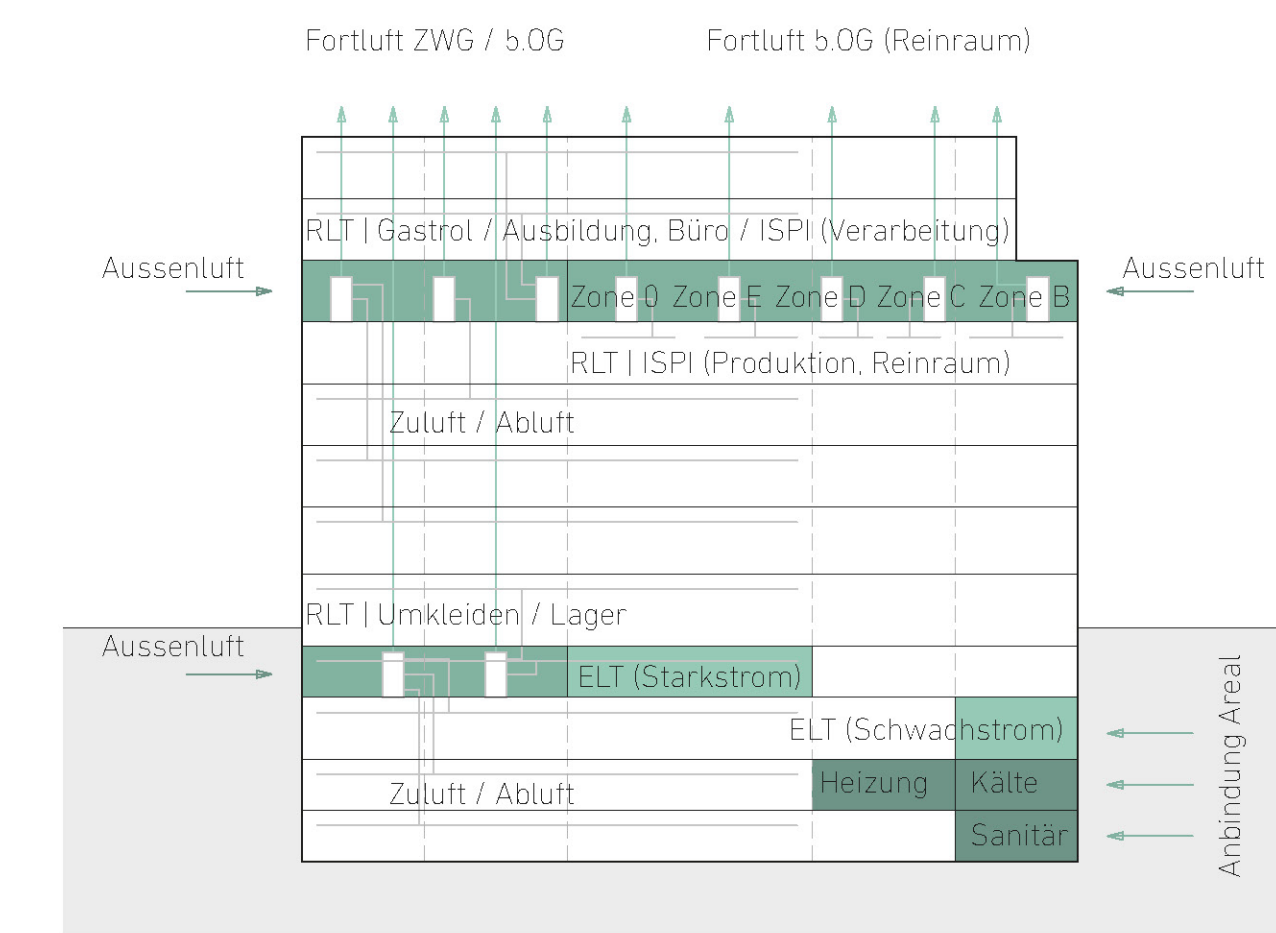 Fortluft ZWG / 5.OG
Fortluft 5.OG (Reinraum)
RLT | Gastrol / Ausbildung, Büro / ISPI (Verarbeitung)
Aussenluft
Aussenluft
Zone 0 Zone E Zone D Zone C Zone B
RLT | ISPI (Produktion, Reinraum)
Zuluft / Abluft
RLT | Umkleiden / Lager
Aussenluft
ELT (Starkstrom)
ELT (Schwachstrom)
Heizung
Kälte
Zuluft / Abluft
Sanitär
Anbindung Areal